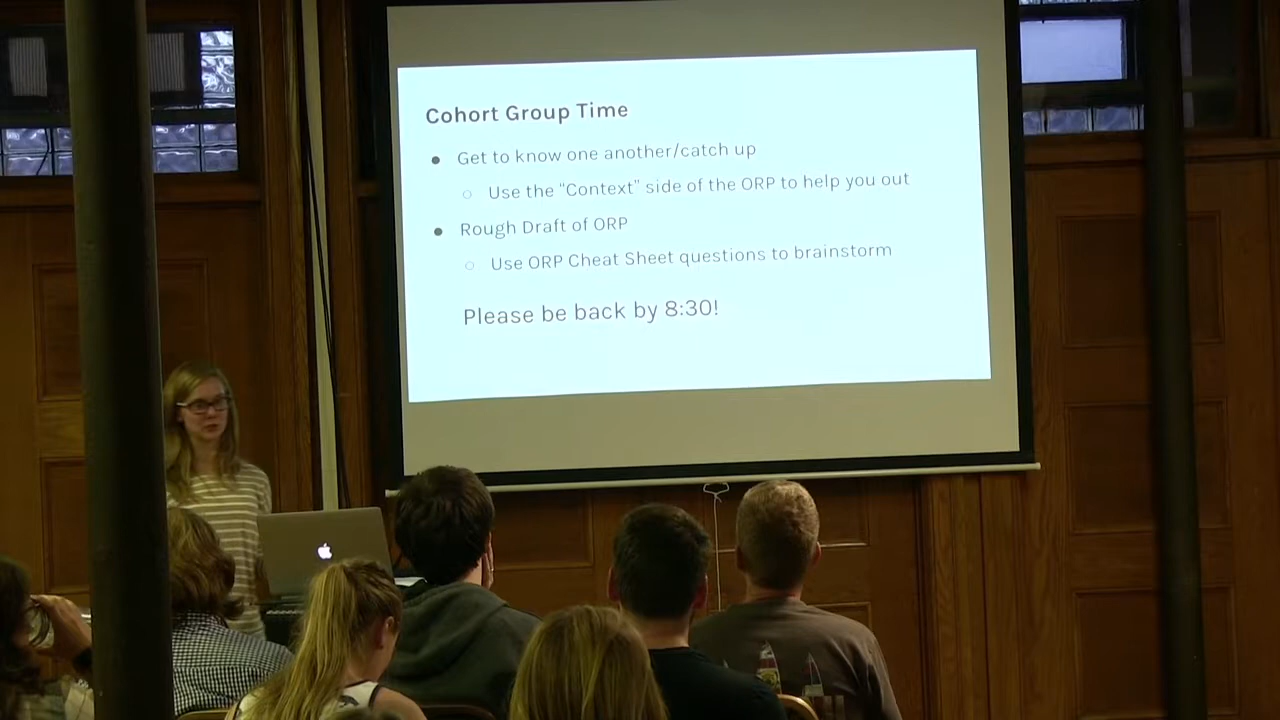 Cohort Group Time
● Get to know one another/catch up
○ Use the "Context" side of the ORP to help you out
● Rough Draft of ORP
○ Use ORP Cheat Sheet questions to brainstorm
Please be back by 8:30!